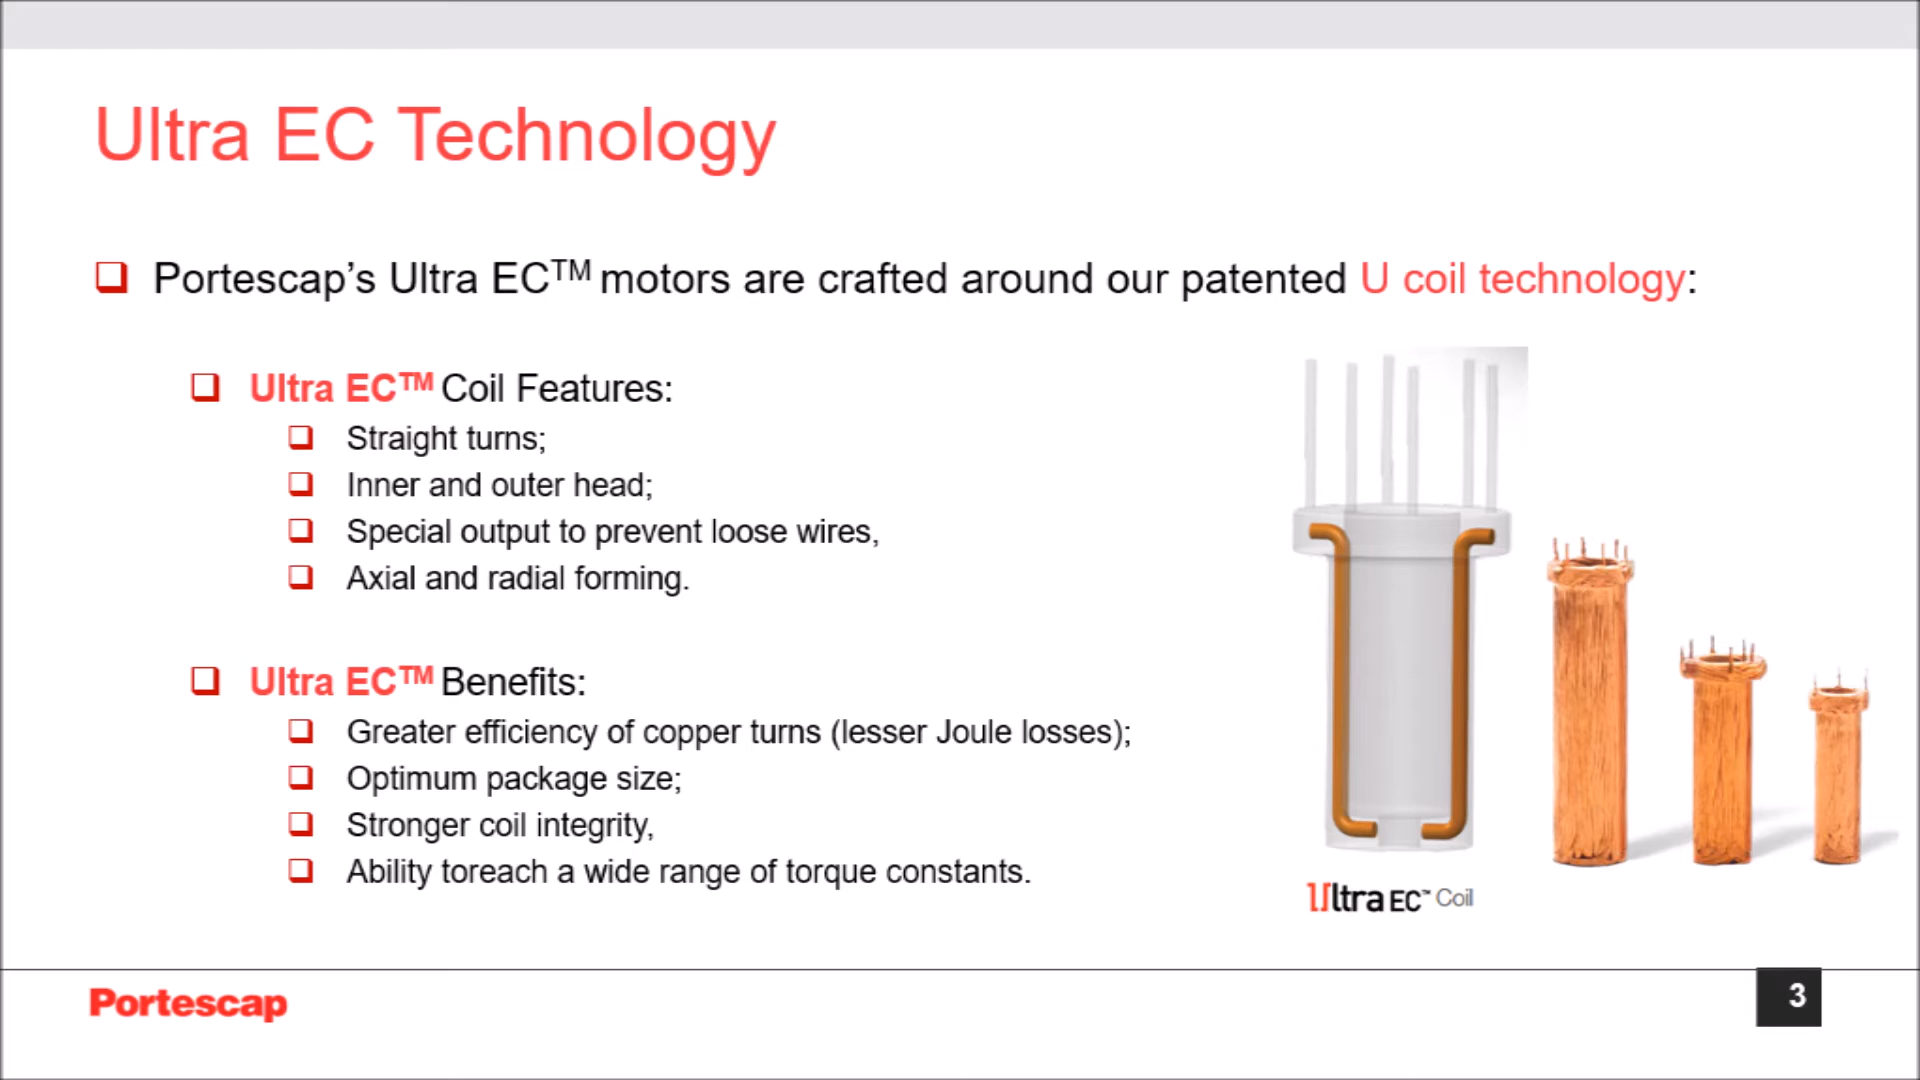 Ultra EC Technology
Portescap’s Ultra EC™ motors are crafted around our patented U coil technology:
Ultra EC™ Coil Features:
Straight turns;
Inner and outer head;
Special output to prevent loose wires,
Axial and radial forming.
Ultra EC™ Benefits:
Greater efficiency of copper turns (lesser Joule losses);
Optimum package size;
Stronger coil integrity,
Ability toreach a wide range of torque constants.
Ultra EC™ Coil
Portescap
3